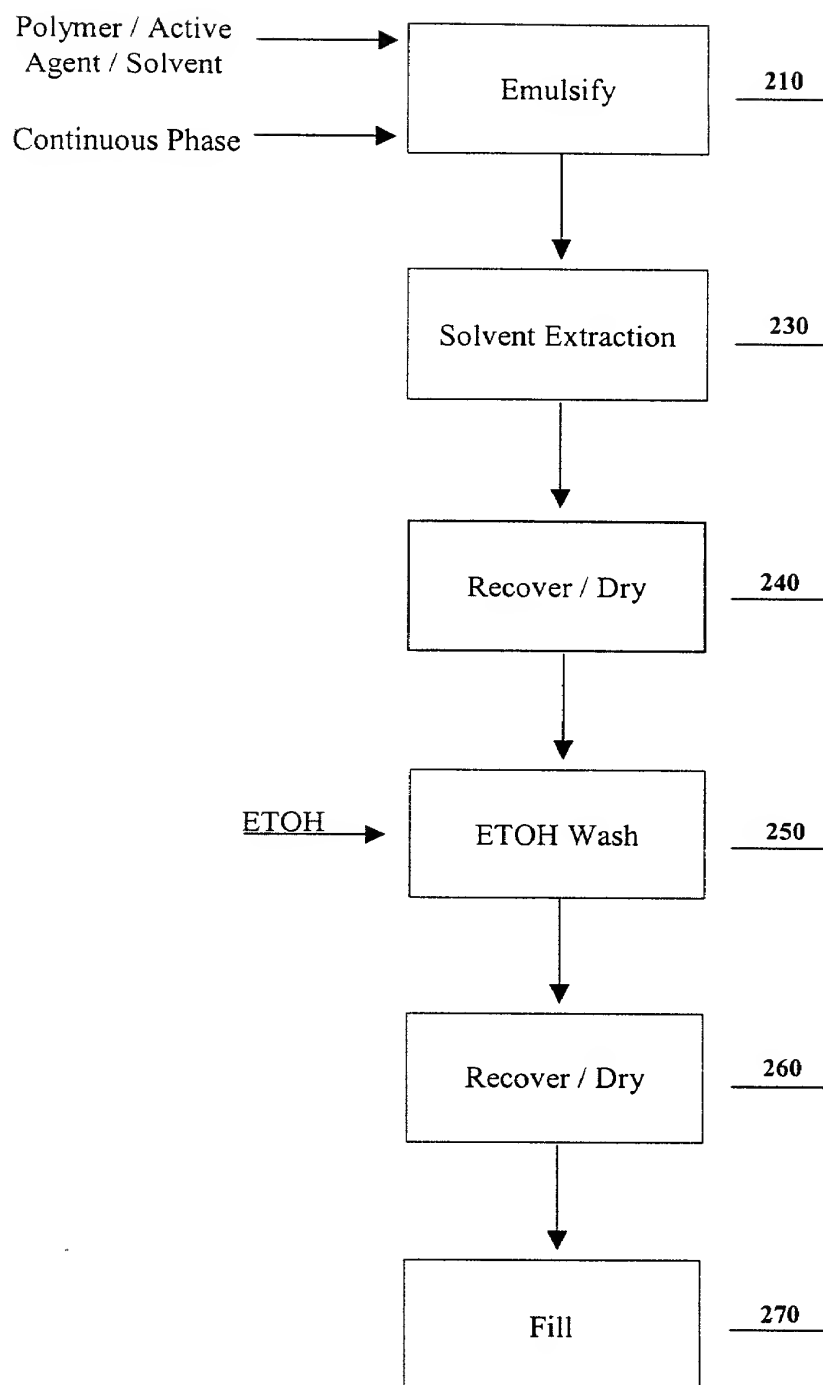 Polymer / Active
Agent / Solvent
Continuous Phase
Emulsify
210
Solvent Extraction
230
Recover / Dry
240
ETOH
ETOH Wash
250
Recover / Dry
260
Fill
270